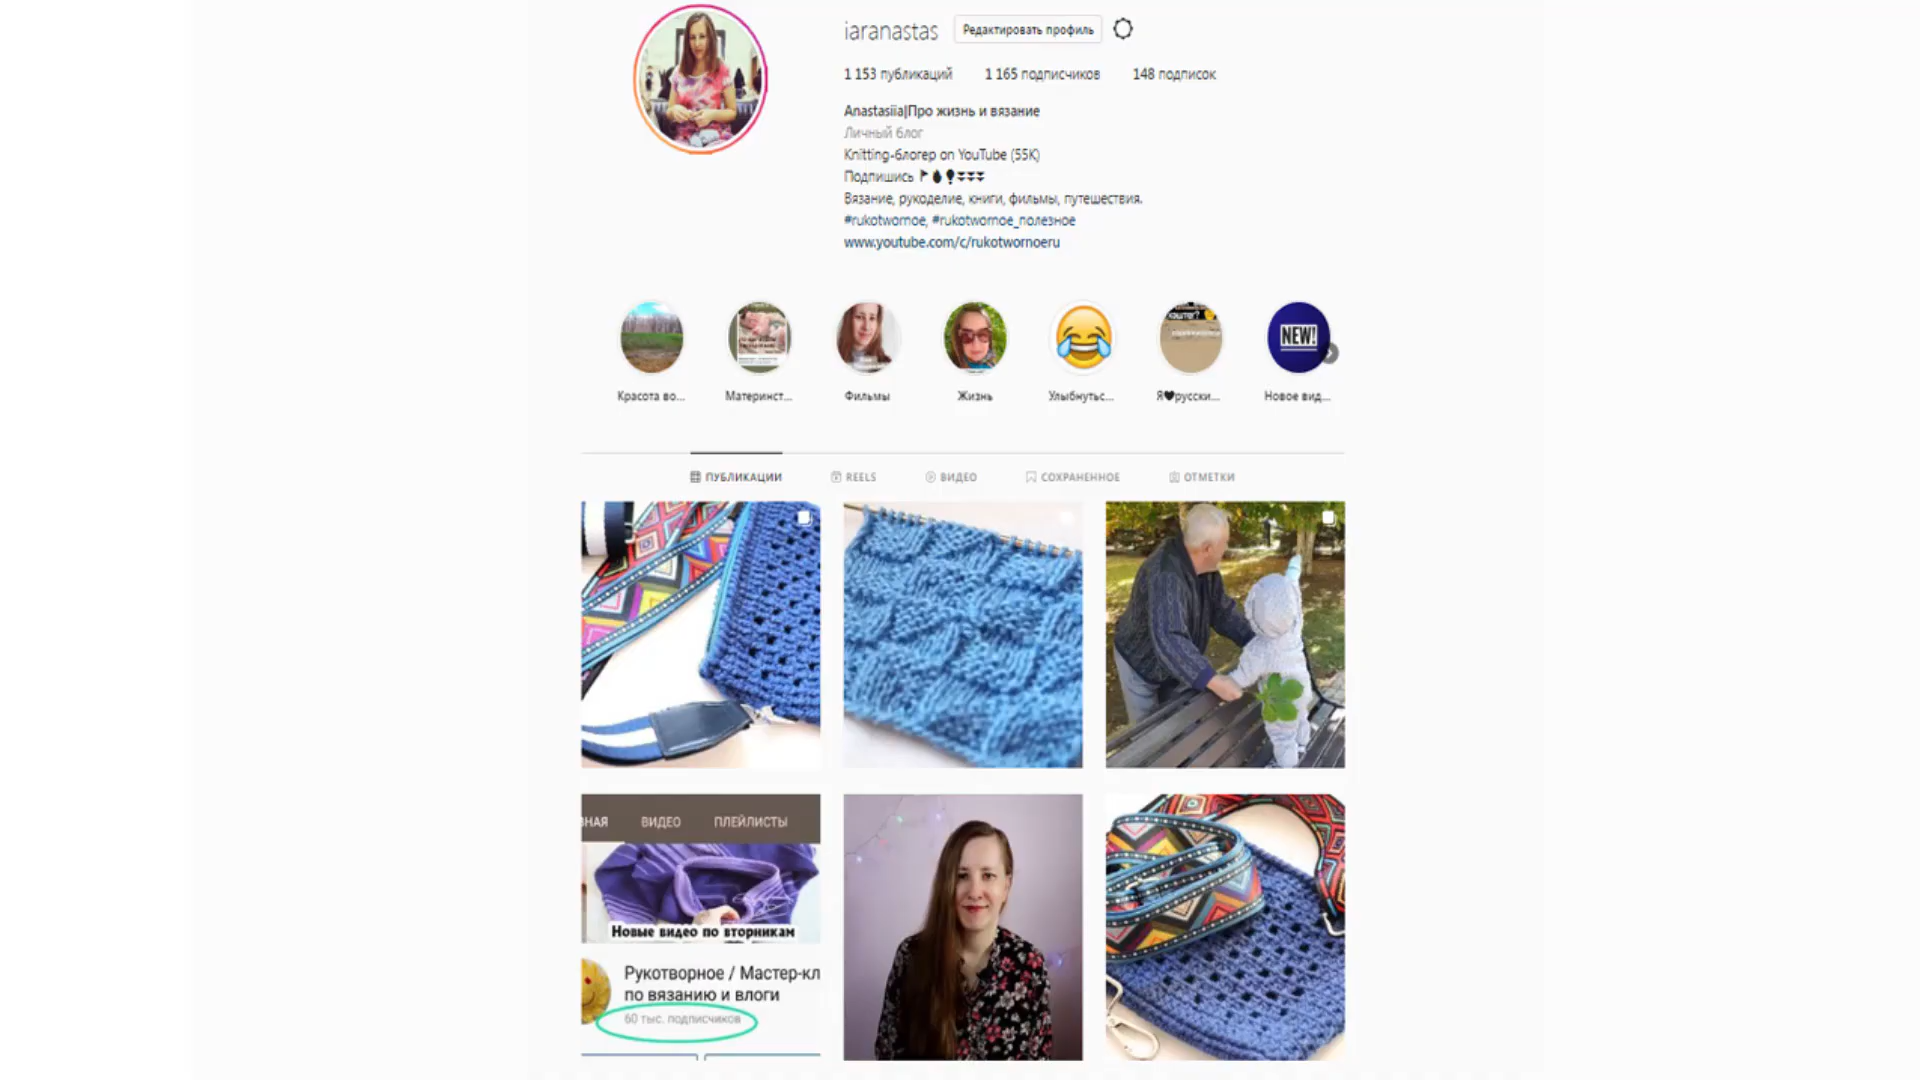 iaranastas Редактировать профиль
1 153 публикаций 1 165 подписчиков 148 подписок
Anastasiia|Про жизнь и вязание
Личный блог
Knitting-блогер on YouTube (55K)
Подпишись
Вязание, рукоделие, книги, фильмы, путешествия.
#rukotwornoe, #rukotwornoe_полезное
www.youtube.com/c/rukotwornoeru
каштег?
NEW!
Красота во... Материнст... Фильмы Жизнь Улыбнутьс... Я🖤русски... Новое вид...
ПУБЛИКАЦИИ REELS ВИДЕО СОХРАНЕННОЕ ОТМЕТКИ
ВНАЯ ВИДЕО ПЛЕЙЛИСТЫ
Новые видео по вторникам
Рукотворное / Мастер-кл
по вязанию и влоги
60 тыс. подписчиков